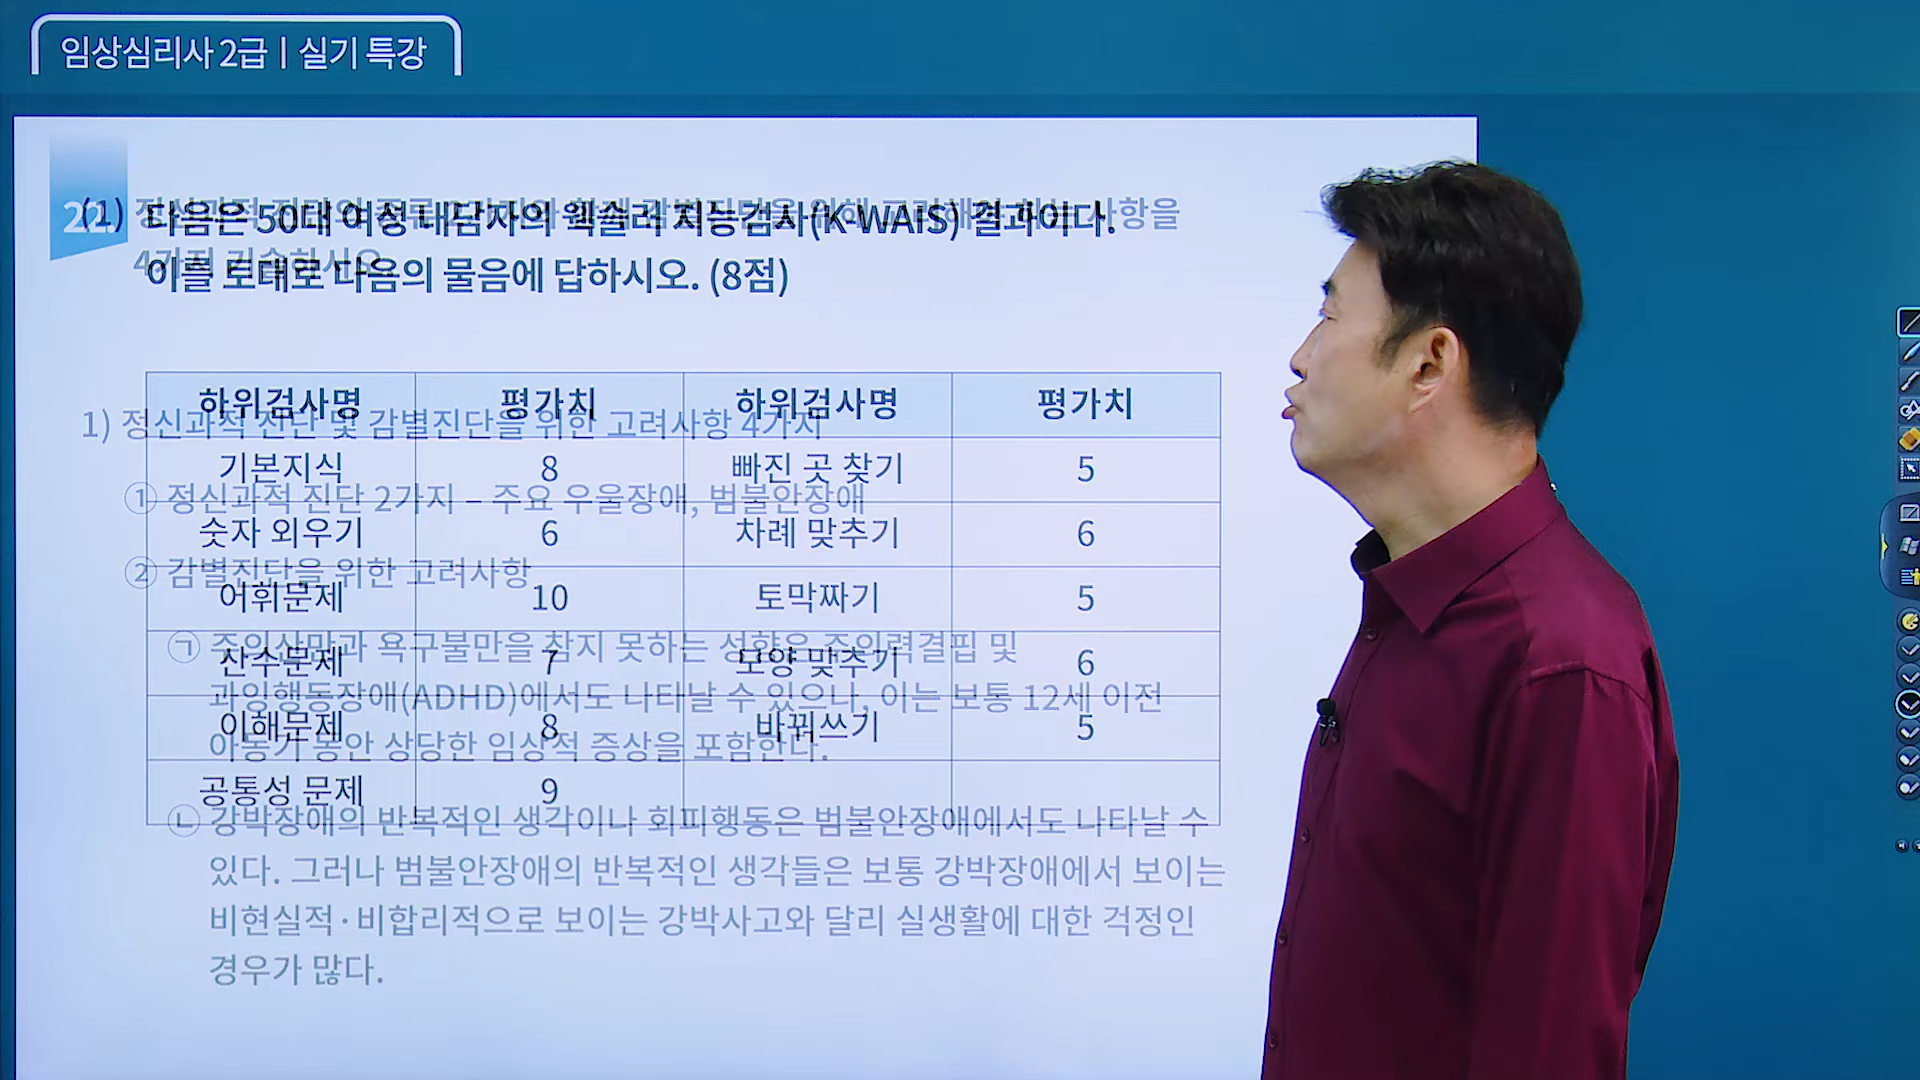 임상심리사 2급 | 실기 특강
22. 다음은 50대 여성 내담자의 웩슬러 지능검사(K-WAIS) 결과이다.
이를 토대로 다음의 물음에 답하시오. (8점)
하위검사명 평가치 하위검사명 평가치
기본지식 8 빠진 곳 찾기 5
숫자 외우기 6 차례 맞추기 6
어휘문제 10 토막짜기 5
산수문제 7 모양 맞추기 6
이해문제 8 바꿔쓰기 5
공통성 문제 9
(1) 사항을
4가지
1) 정신과적 진단 및 감별진단을 위한 고려사항 4가지
① 정신과적 진단 2가지 – 주요 우울장애, 범불안장애
② 감별진단을 위한 고려사항
㉠ 주의산만과 욕구불만을 참지 못하는 성향은 주의력결핍 및
과잉행동장애(ADHD)에서도 나타날 수 있으나, 이는 보통 12세 이전
아동기 동안 상당한 임상적 증상을 포함한다.
㉡ 강박장애의 반복적인 생각이나 회피행동은 범불안장애에서도 나타날 수
있다. 그러나 범불안장애의 반복적인 생각들은 보통 강박장애에서 보이는
비현실적·비합리적으로 보이는 강박사고와 달리 실생활에 대한 걱정인
경우가 많다.